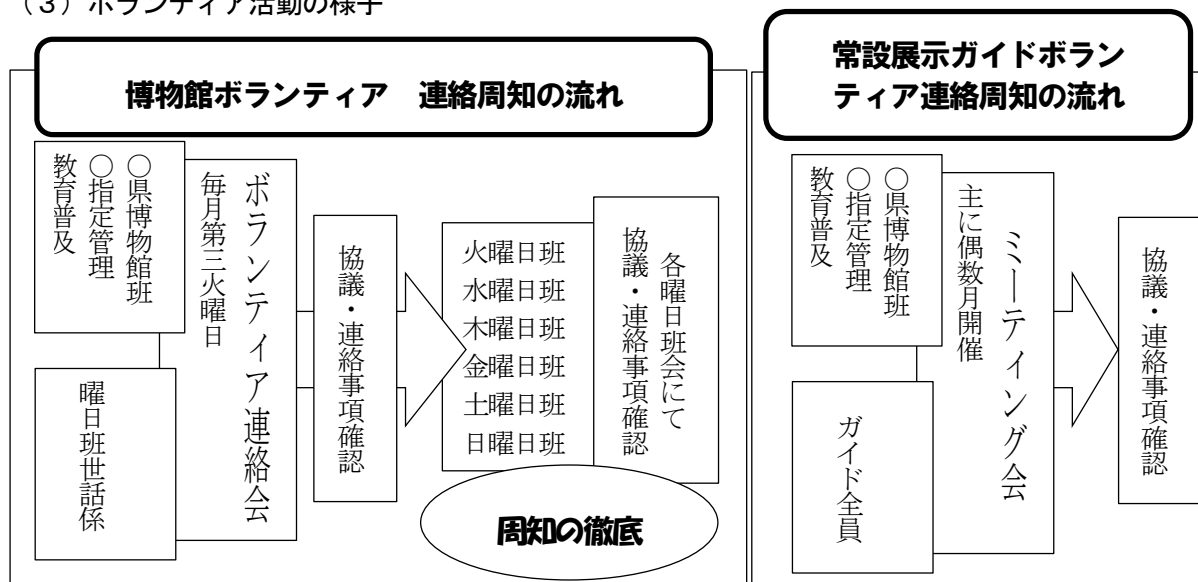 （３）ボランティア活動の様子
博物館ボランティア　連絡周知の流れ
○県博物館班
○指定管理
教育普及
ボランティア連絡会
毎月第三火曜日
曜日班世話係
協議・連絡事項確認
火曜日班
水曜日班
木曜日班
金曜日班
土曜日班
日曜日班
各曜日班会にて
協議・連絡事項確認
周知の徹底
常設展示ガイドボラン
ティア連絡周知の流れ
○県博物館班
○指定管理
教育普及
ミーティング会
主に偶数月開催
ガイド全員
協議・連絡事項確認